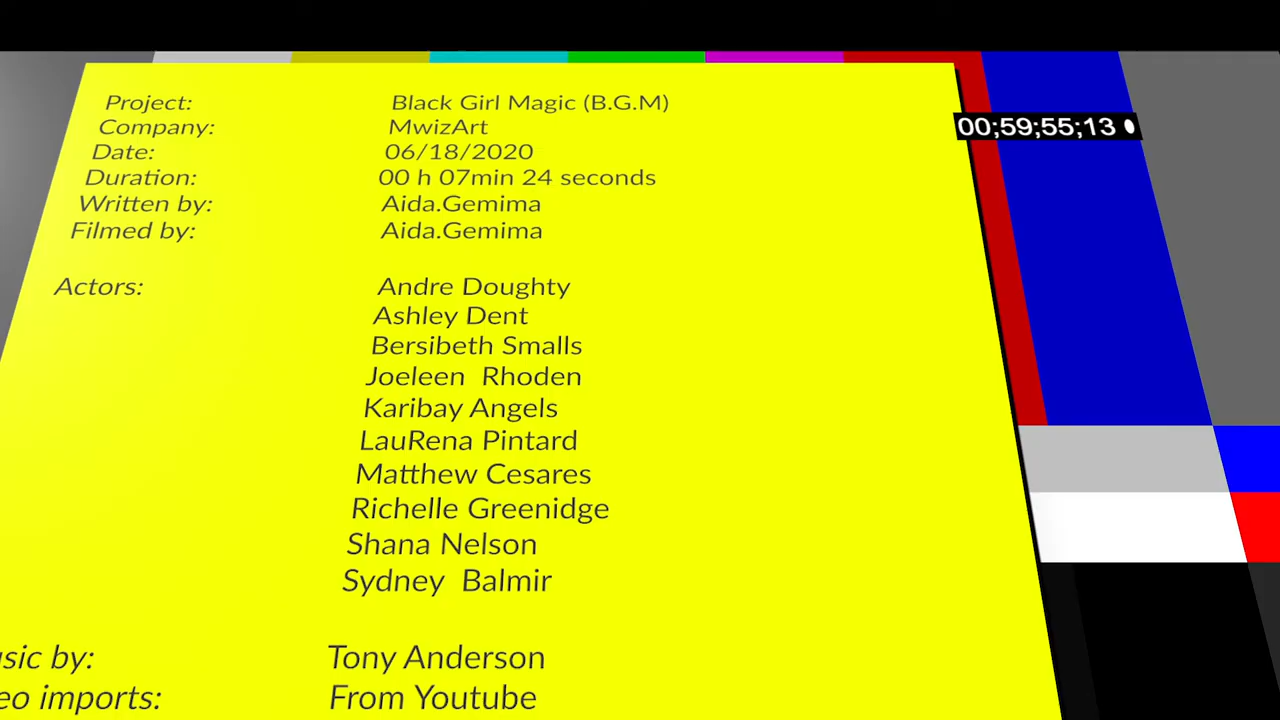 Project: Black Girl Magic (B.G.M)
Company: MwizArt
00;59;55;13
Date: 06/18/2020
Duration: 00 h 07min 24 seconds
Written by: Aida.Gemima
Filmed by: Aida.Gemima
Actors: Andre Doughty
Ashley Dent
Bersibeth Smalls
Joeleen Rhoden
Karibay Angels
LauRena Pintard
Matthew Cesares
Richelle Greenidge
Shana Nelson
Sydney Balmir
usic by: Tony Anderson
eo imports: From Youtube